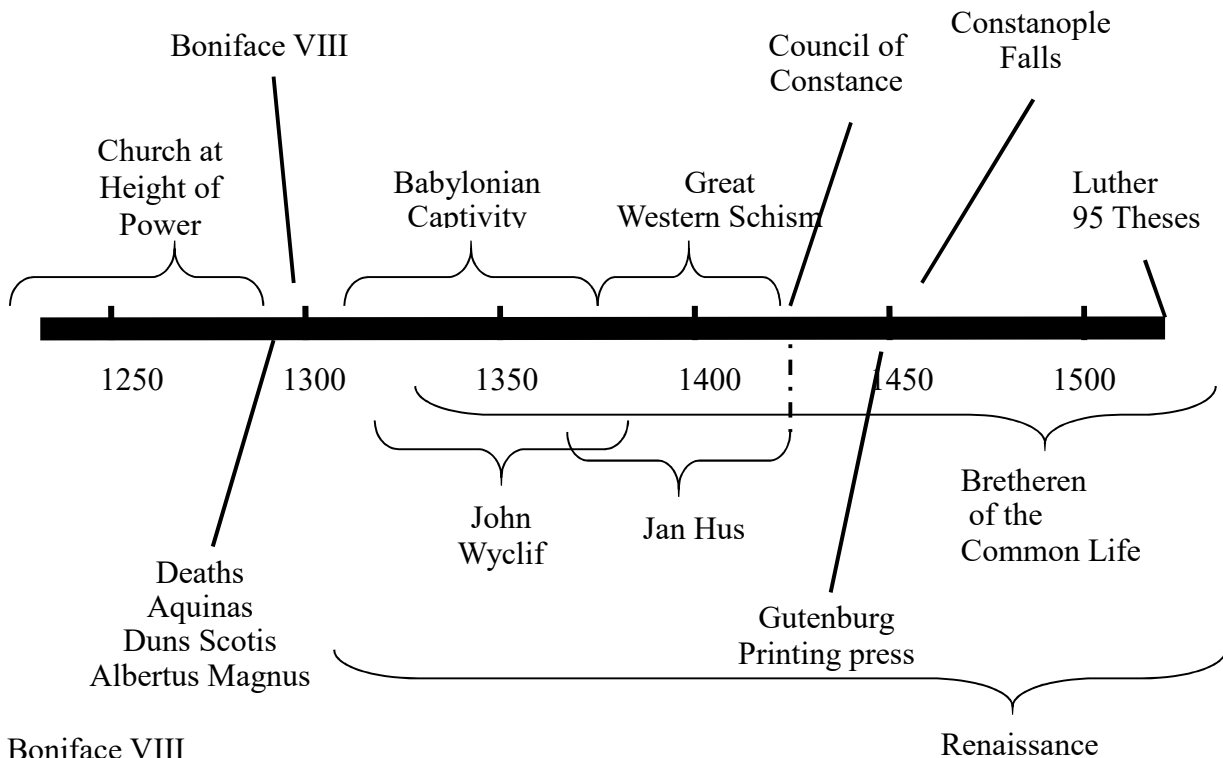 Boniface VIII
Council of
Constance
Constanople
Falls
Church at
Height of
Power
Babylonian
Captivity
Great
Western Schism
Luther
95 Theses
1250
1300
1350
1400
1450
1500
John
Wyclif
Jan Hus
Bretheren
of the
Common Life
Deaths
Aquinas
Duns Scotis
Albertus Magnus
Gutenburg
Printing press
Renaissance
Boniface VIII